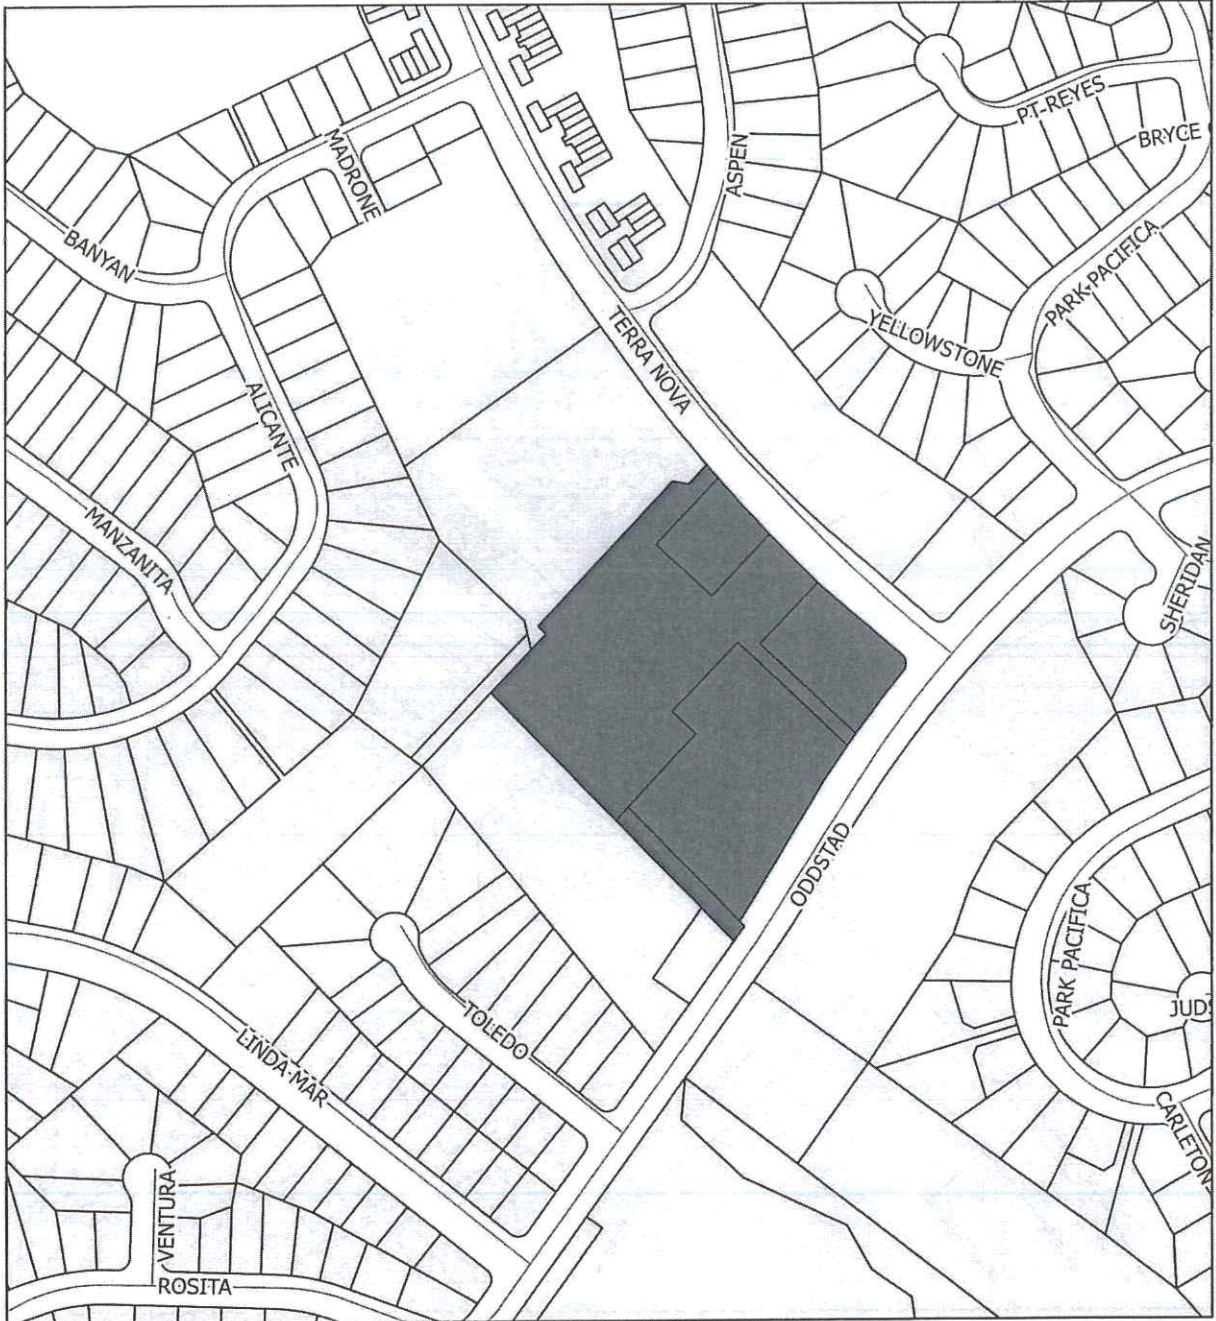 PT-REYES
BRYCE
MADRONE
ASPEN
BANYAN
PARK PACIFICA
YELLOWSTONE
TERRA NOVA
ALICANTE
MANZANITA
SHERIDAN
ODDSTAD
PARK PACIFICA
JUDS
TOLEDO
LINDA MAR
CARLETON
VENTURA
ROSITA